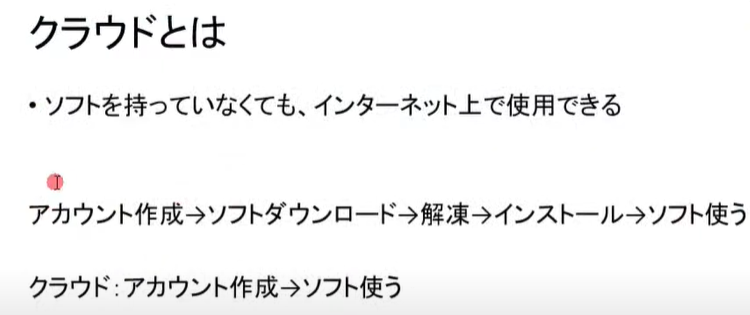 クラウドとは
• ソフトを持っていなくても、インターネット上で使用できる
アカウント作成→ソフトダウンロード→解凍→インストール→ソフト使う
クラウド：アカウント作成→ソフト使う